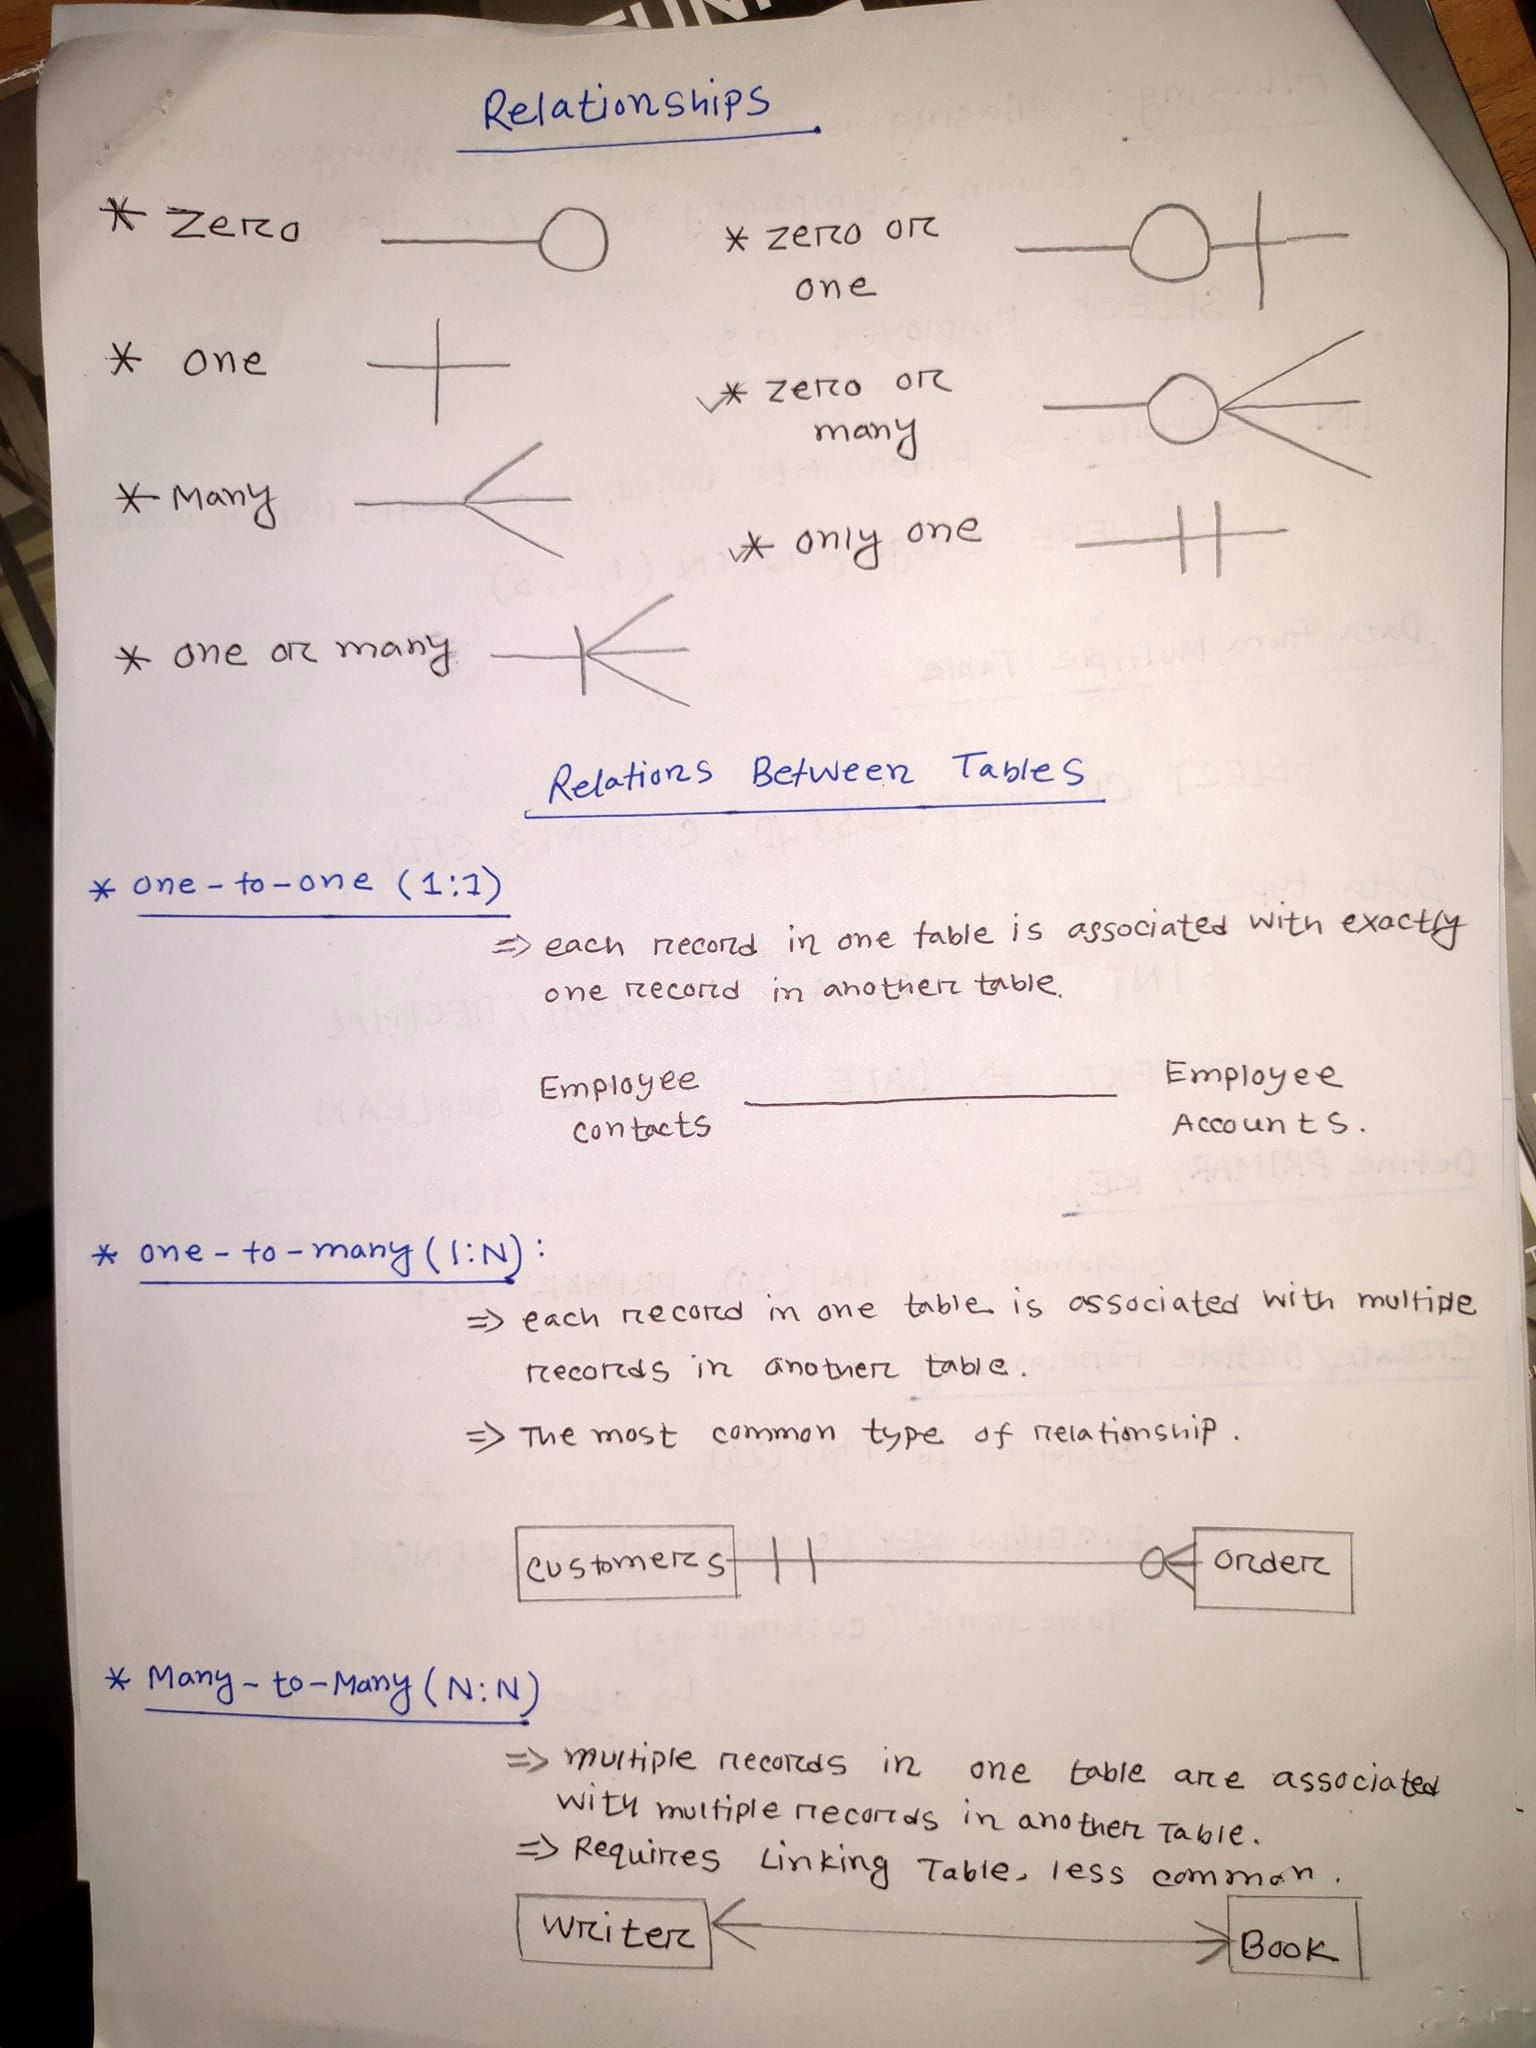 Relationships
* zero
* zero or
one
* one
* zero or
many
* Many
* only one
* one or many
Relations Between Tables
* one-to-one (1:1)
=> each record in one table is associated with exactly
one record in another table.
Employee
contacts
Employee
Accounts.
* one-to-many (1:N):
=> each record in one table is associated with multiple
records in another table.
=> The most common type of relationship.
customers
order
* Many-to-Many (N:N)
=> multiple records in one table are associated
with multiple records in another Table.
=> Requires Linking Table, less common.
writer
Book